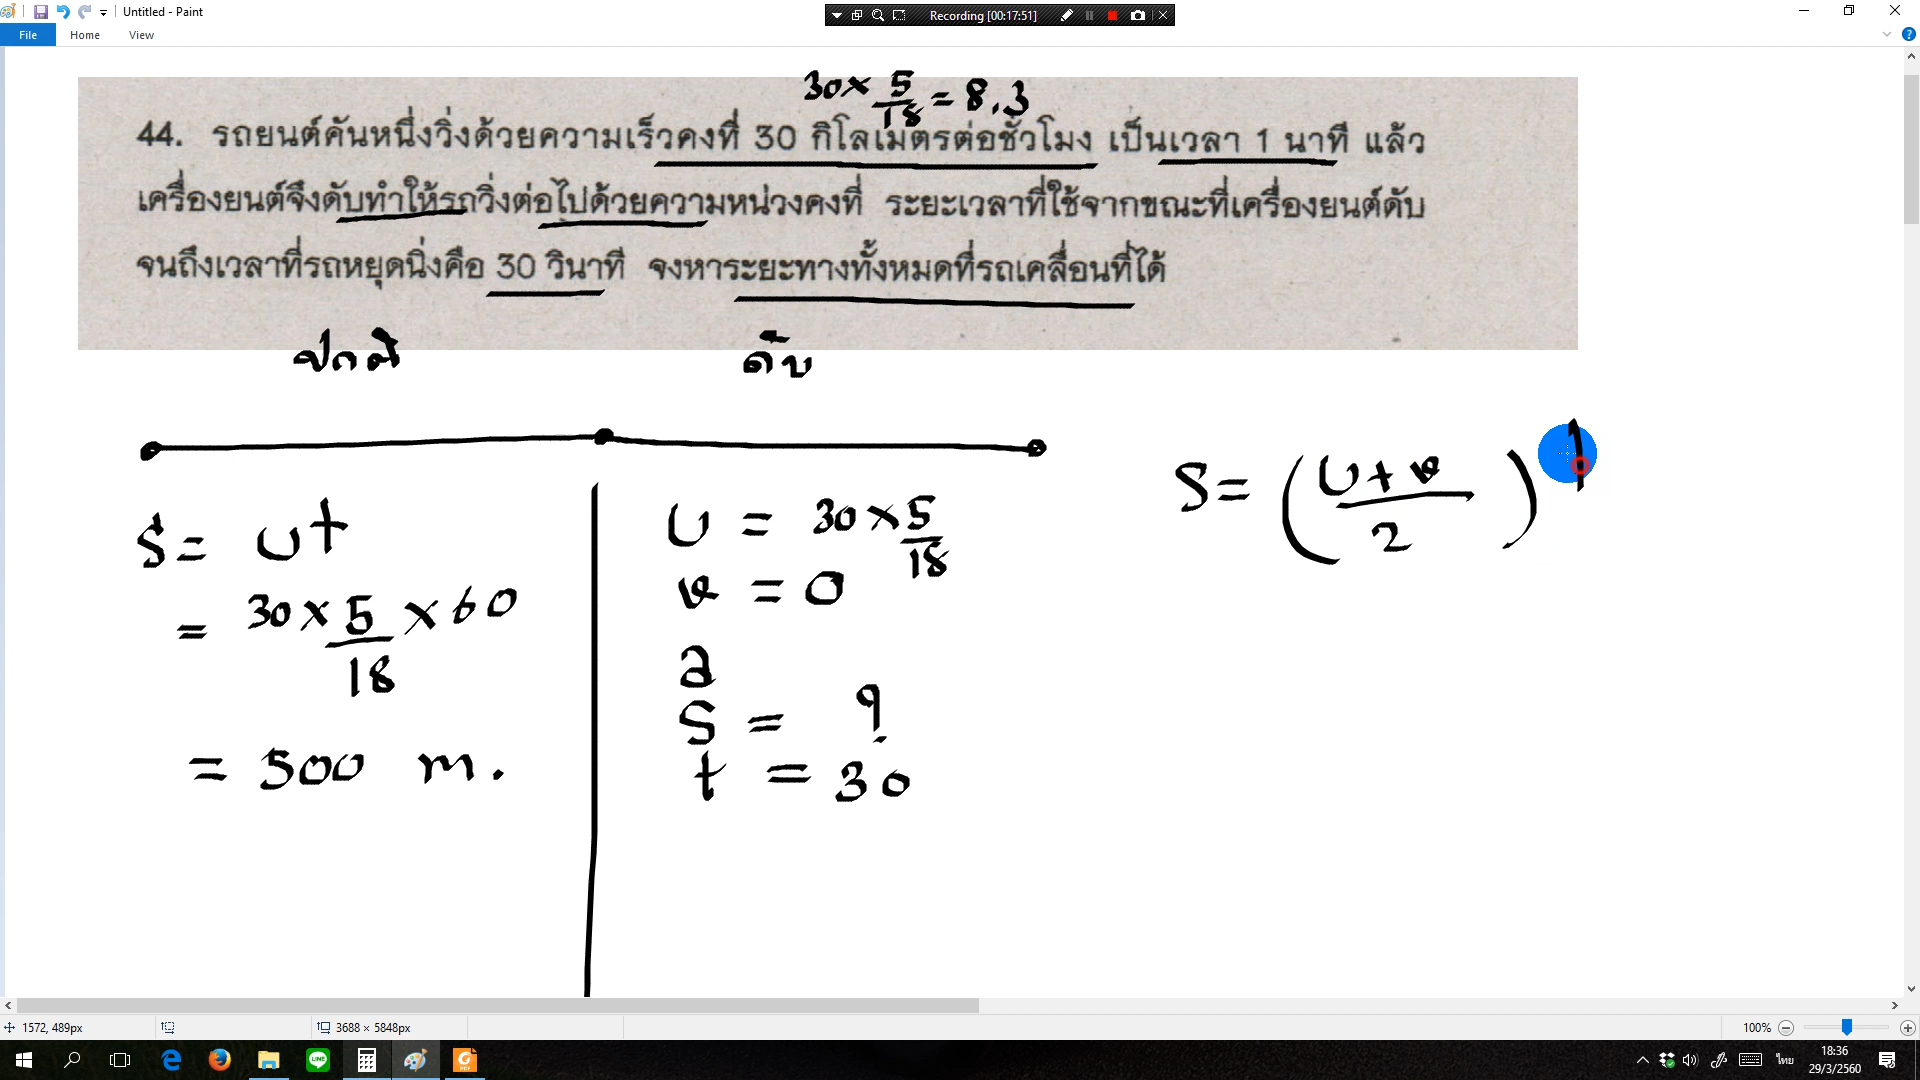 Untitled - Paint
Recording [00:17:51]
File Home View
30 × 5/18 = 8.3
44. รถยนต์คันหนึ่งวิ่งด้วยความเร็วคงที่ 30 กิโลเมตรต่อชั่วโมง เป็นเวลา 1 นาที แล้ว
เครื่องยนต์จึงดับทำให้รถวิ่งต่อไปด้วยความหน่วงคงที่ ระยะเวลาที่ใช้จากขณะที่เครื่องยนต์ดับ
จนถึงเวลาที่รถหยุดนิ่งคือ 30 วินาที จงหาระยะทางทั้งหมดที่รถเคลื่อนที่ได้
ปกติ ดับ
S = ut
= 30 × 5/18 × 60
= 500 m.
u = 30 × 5/18
v = 0
a
S = ?
t = 30
S = (u + v / 2)
1572, 489px
3688 × 5848px
100%
LINE
ไทย
18:36
29/3/2560